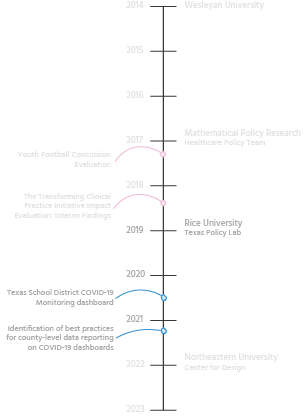 2014
Wesleyan University
2015
2016
2017
Mathematical Policy Research
Healthcare Policy Team
Youth Football Concussion
Evaluation
2018
The Transforming Clinical
Practice Initiative Impact
Evaluation: Interim Findings
Rice University
2019
Texas Policy Lab
2020
Texas School District COVID-19
Monitoring dashboard
2021
Identification of best practices
for county-level data reporting
on COVID-19 dashboards
Northeastern University
2022
Center for Design
2023